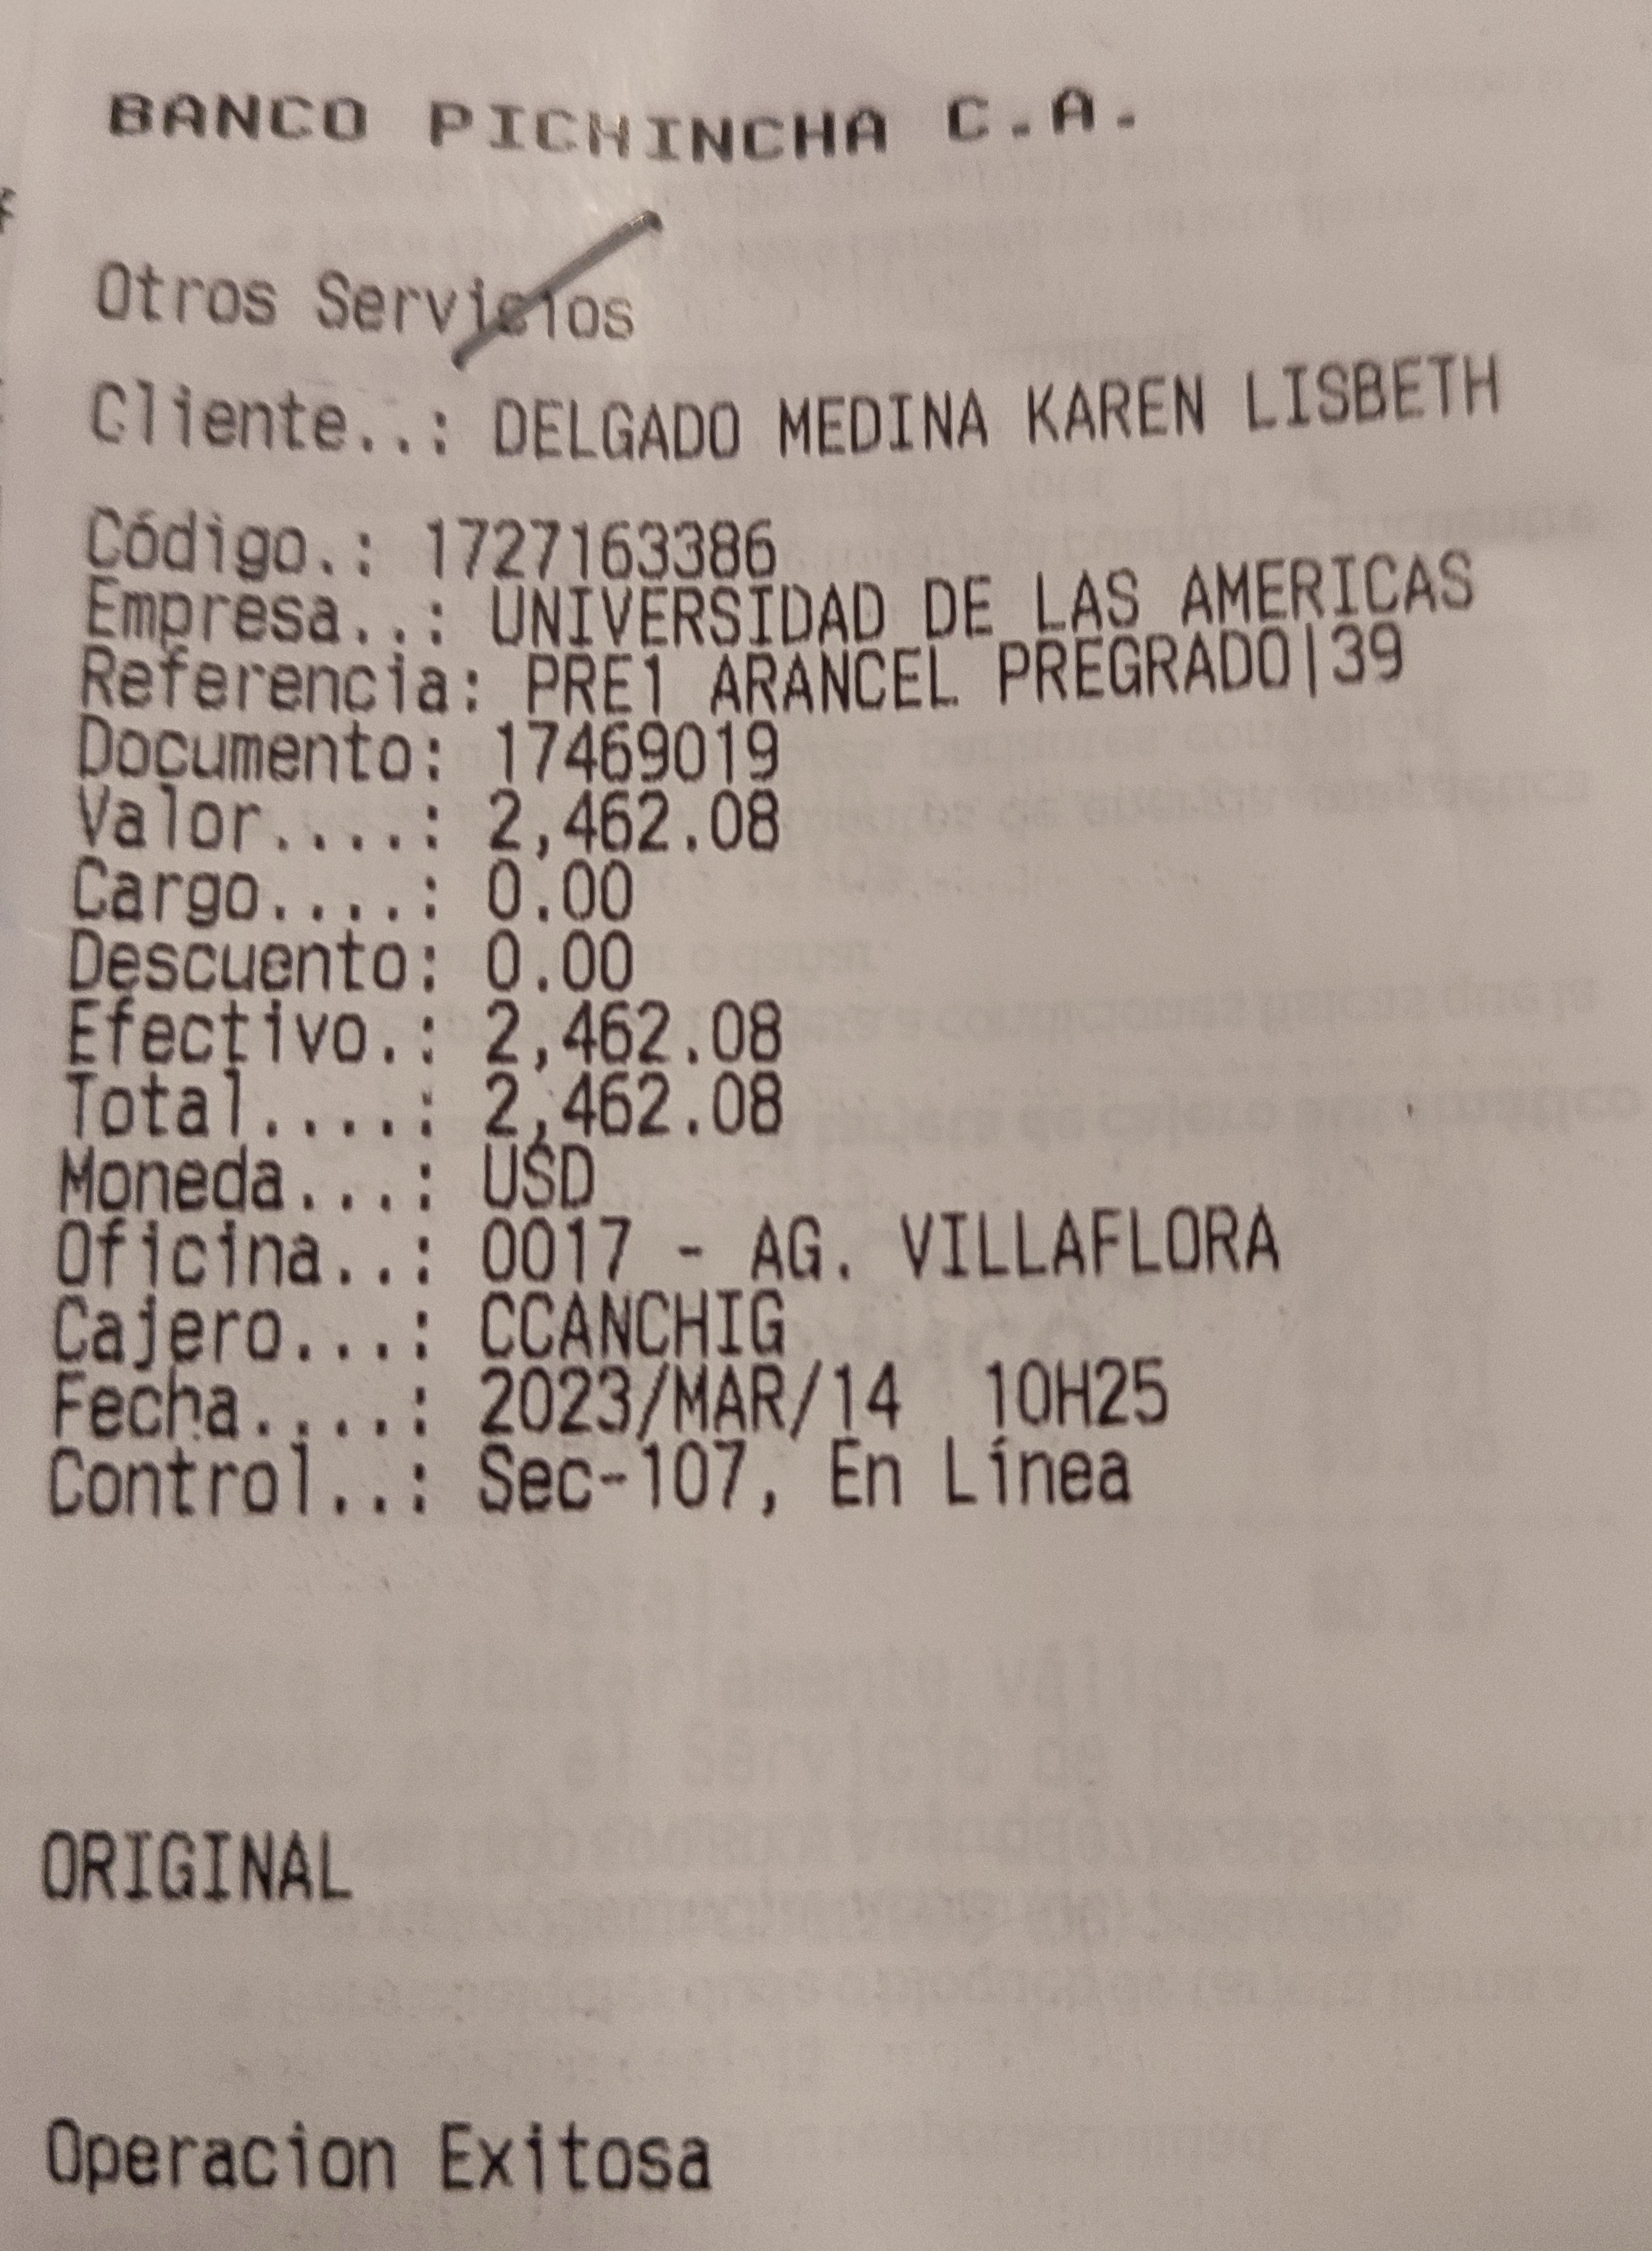 BANCO PICHINCHA C.A.
Otros Servicios
Cliente..: DELGADO MEDINA KAREN LISBETH
Código.: 1727163386
Empresa..: UNIVERSIDAD DE LAS AMERICAS
Referencia: PRE1 ARANCEL PREGRADO|39
Documento: 17469019
Valor....: 2,462.08
Cargo....: 0.00
Descuento: 0.00
Efectivo.: 2,462.08
Total....: 2,462.08
Moneda...: USD
Oficina..: 0017 - AG. VILLAFLORA
Cajero...: CCANCHIG
Fecha....: 2023/MAR/14  10H25
Control..: Sec-107, En Línea
ORIGINAL
Operacion Exitosa